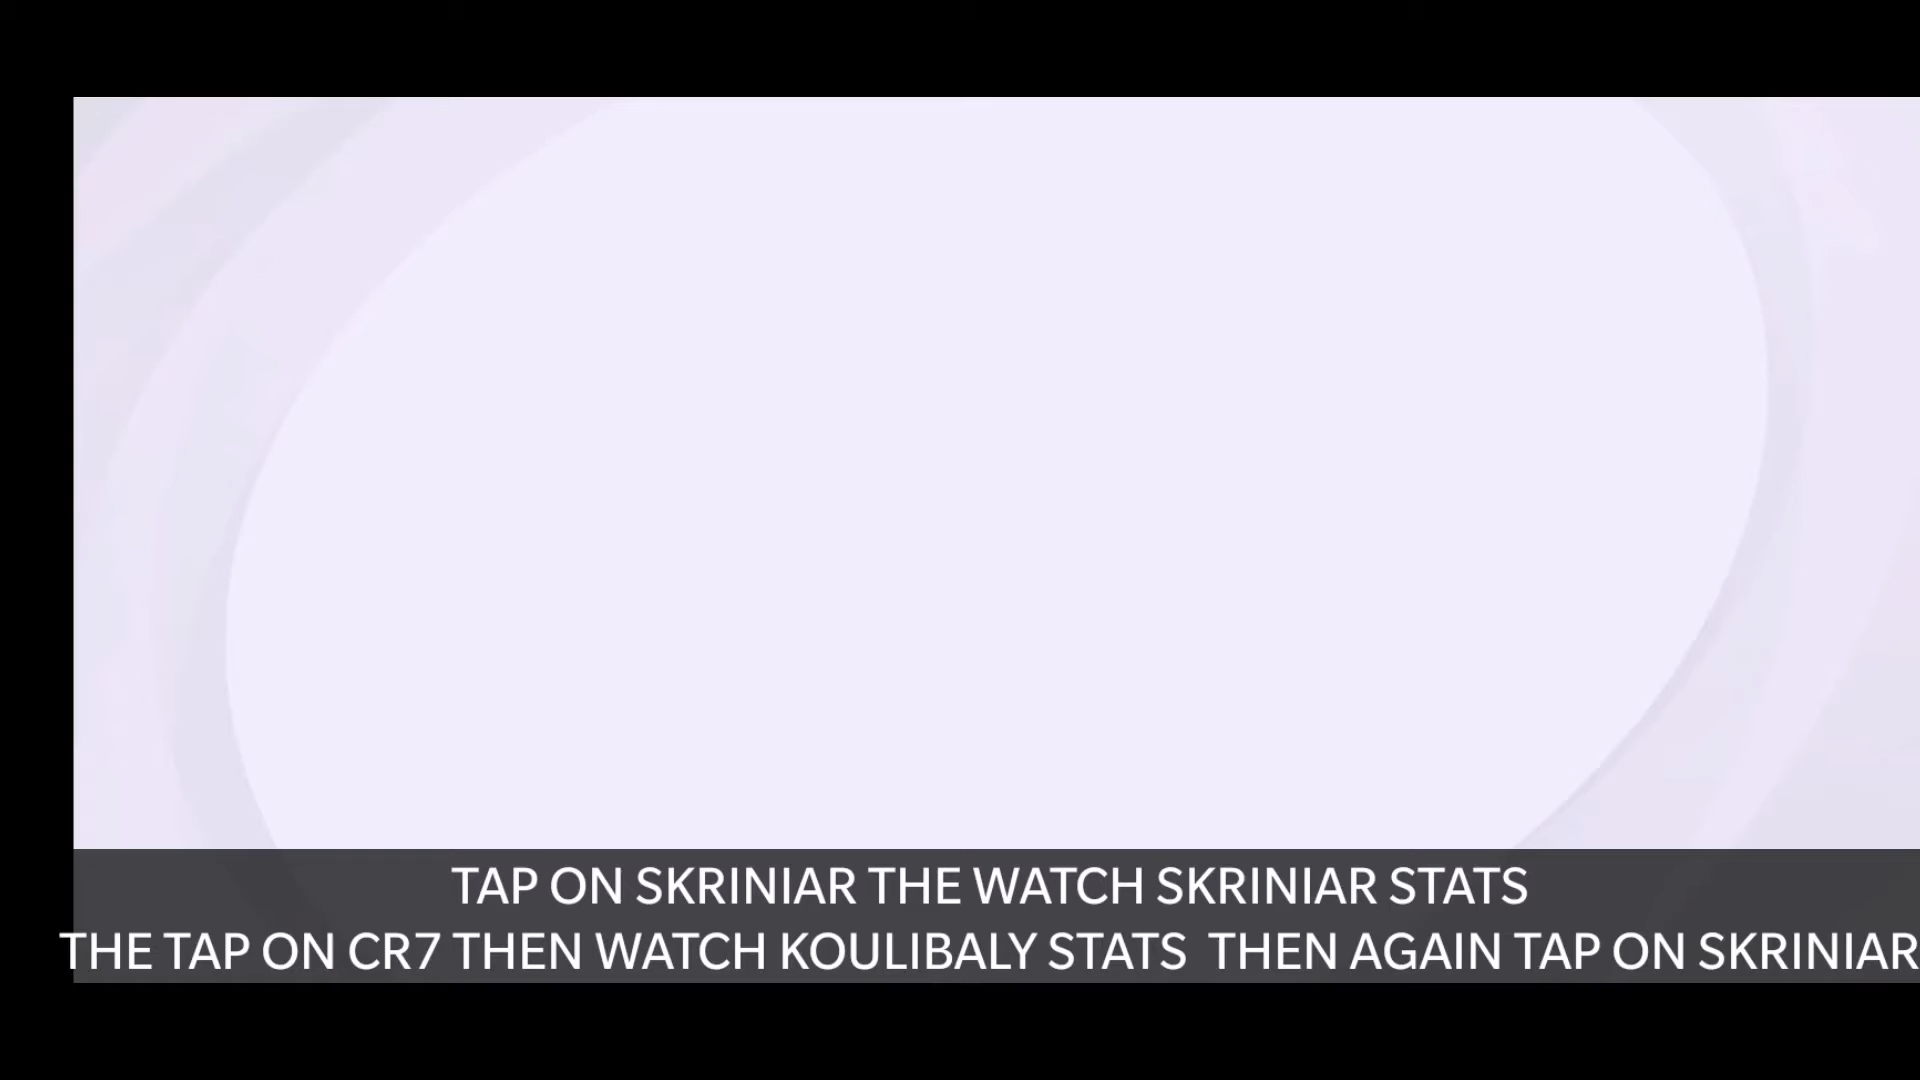 TAP ON SKRINIAR THE WATCH SKRINIAR STATS
THE TAP ON CR7 THEN WATCH KOULIBALY STATS THEN AGAIN TAP ON SKRINIAR